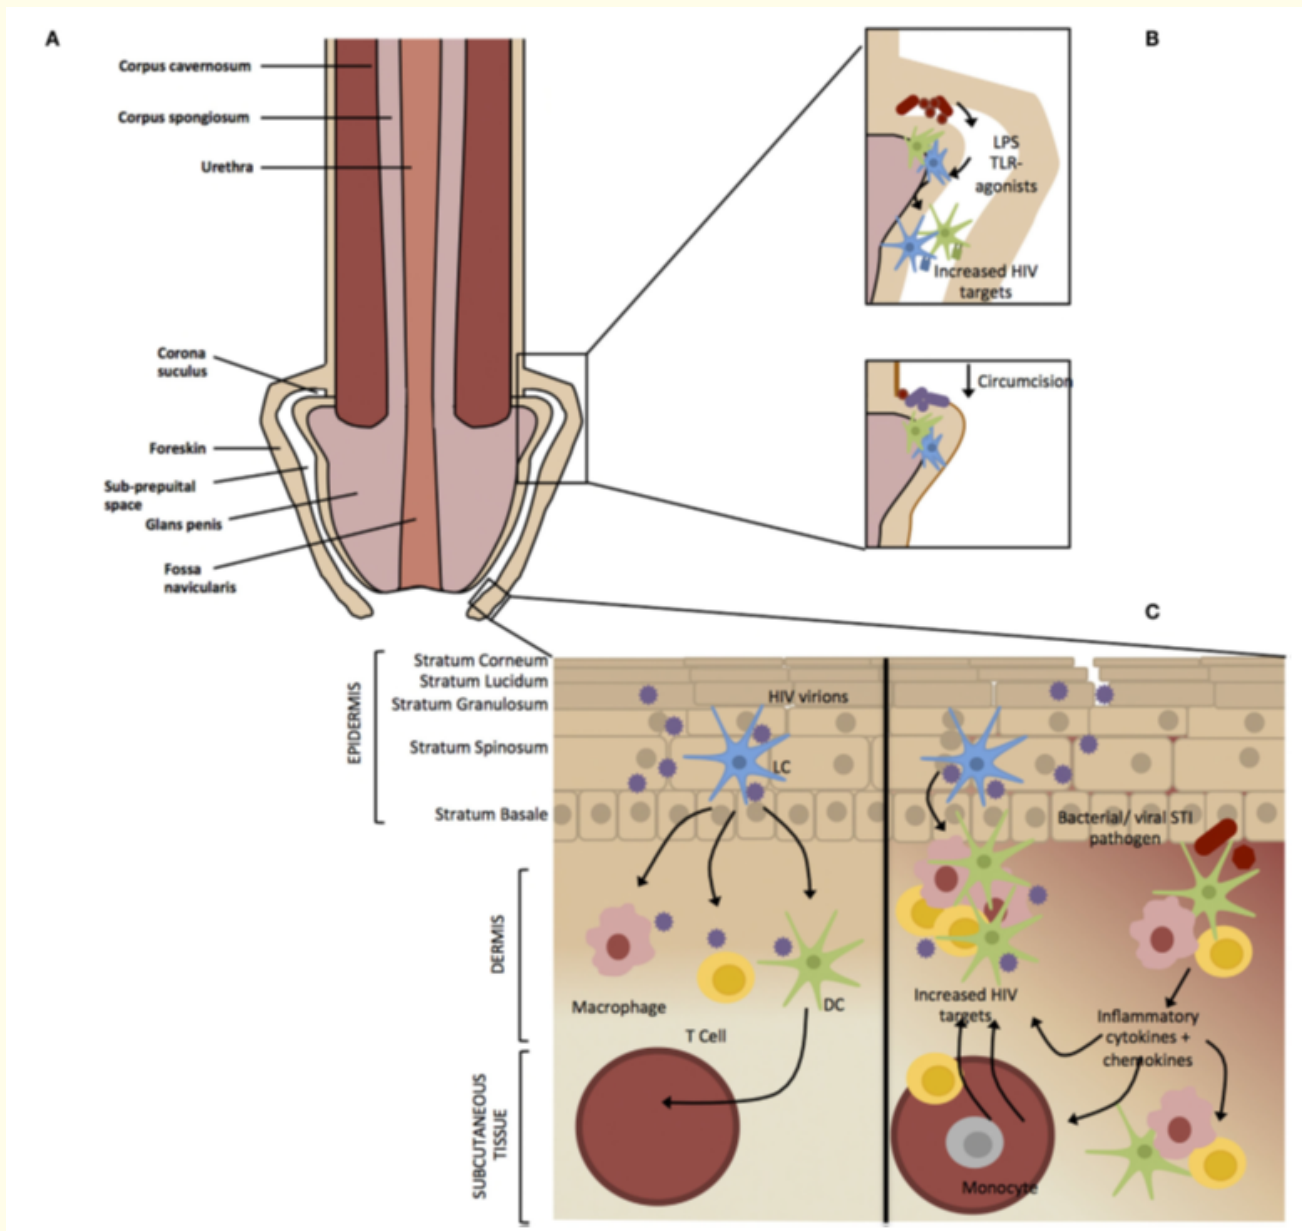 A
Corpus cavernosum
Corpus spongiosum
Urethra
Corona
suculus
Foreskin
Sub-prepuital
space
Glans penis
Fossa
navicularis
B
LPS
TLR-
agonists
Increased HIV
targets
Circumcision
C
EPIDERMIS
Stratum Corneum
Stratum Lucidum
Stratum Granulosum
Stratum Spinosum
Stratum Basale
DERMIS
SUBCUTANEOUS
TISSUE
HIV virions
LC
Macrophage
T Cell
DC
Bacterial/ viral STI
pathogen
Increased HIV
targets
Inflammatory
cytokines +
chemokines
Monocyte